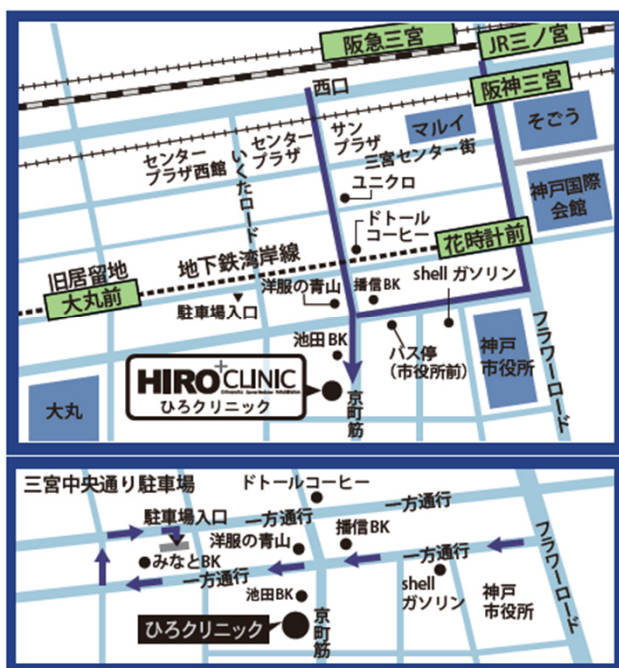 阪急三宮
JR三ノ宮
阪神三宮
西口
そごう
マルイ
サン
プラザ
センター
プラザ
センター
プラザ西館
いくたロード
三宮センター街
ユニクロ
神戸国際
会館
ドトール
コーヒー
花時計前
地下鉄湾岸線
旧居留地
大丸前
shell ガソリン
洋服の青山
播信BK
駐車場入口
池田BK
バス停
(市役所前)
神戸
市役所
フラワーロード
HIRO CLINIC
ひろクリニック
京町筋
大丸
三宮中央通り駐車場
ドトールコーヒー
駐車場入口
一方通行
播信BK
洋服の青山
一方通行
みなとBK
一方通行
shell
ガソリン
神戸
市役所
フラワーロード
池田BK
京町筋
ひろクリニック